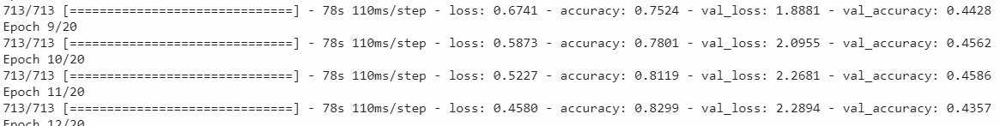 713/713 [==============================] - 78s 110ms/step - loss: 0.6741 - accuracy: 0.7524 - val_loss: 1.8881 - val_accuracy: 0.4428
Epoch 9/20
713/713 [==============================] - 78s 110ms/step - loss: 0.5873 - accuracy: 0.7801 - val_loss: 2.0955 - val_accuracy: 0.4562
Epoch 10/20
713/713 [==============================] - 78s 110ms/step - loss: 0.5227 - accuracy: 0.8119 - val_loss: 2.2681 - val_accuracy: 0.4586
Epoch 11/20
713/713 [==============================] - 78s 110ms/step - loss: 0.4580 - accuracy: 0.8299 - val_loss: 2.2894 - val_accuracy: 0.4357
Epoch 12/20